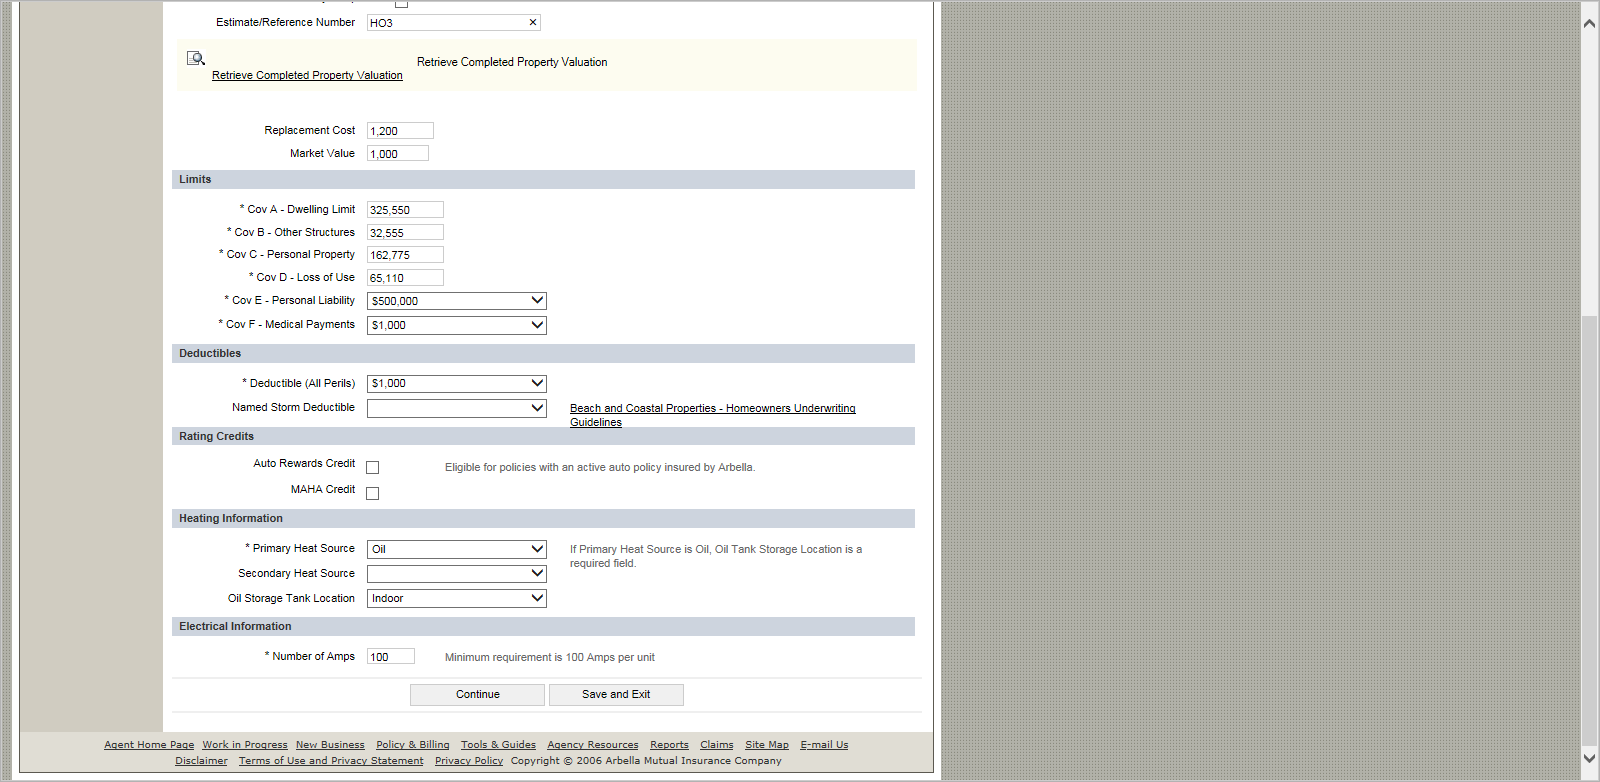 Estimate/Reference Number HO3 ×
Retrieve Completed Property Valuation
Retrieve Completed Property Valuation
Replacement Cost 1,200
Market Value 1,000
Limits
* Cov A - Dwelling Limit 325,550
* Cov B - Other Structures 32,555
* Cov C - Personal Property 162,775
* Cov D - Loss of Use 65,110
* Cov E - Personal Liability $500,000
* Cov F - Medical Payments $1,000
Deductibles
* Deductible (All Perils) $1,000
Named Storm Deductible Beach and Coastal Properties - Homeowners Underwriting
Guidelines
Rating Credits
Auto Rewards Credit Eligible for policies with an active auto policy insured by Arbella.
MAHA Credit
Heating Information
* Primary Heat Source Oil If Primary Heat Source is Oil, Oil Tank Storage Location is a
required field.
Secondary Heat Source
Oil Storage Tank Location Indoor
Electrical Information
* Number of Amps 100 Minimum requirement is 100 Amps per unit
Continue Save and Exit
Agent Home Page Work in Progress New Business Policy & Billing Tools & Guides Agency Resources Reports Claims Site Map E-mail Us
Disclaimer Terms of Use and Privacy Statement Privacy Policy Copyright © 2006 Arbella Mutual Insurance Company